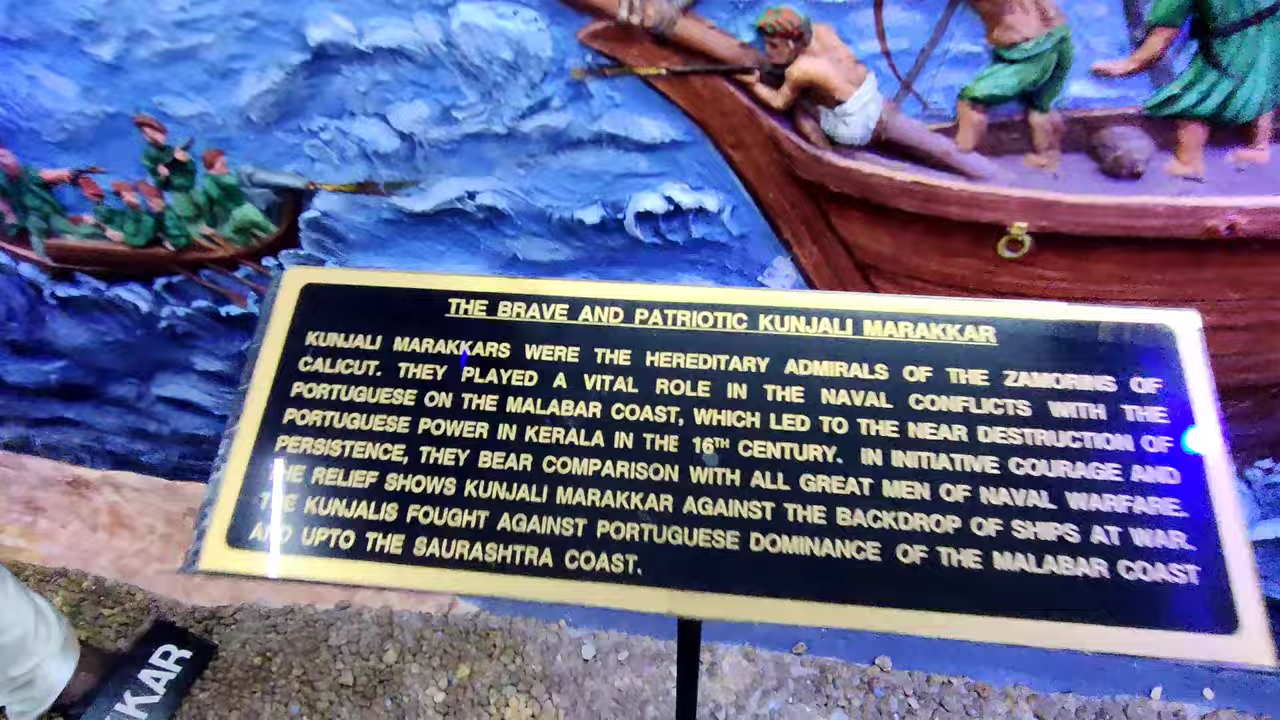 THE BRAVE AND PATRIOTIC KUNJALI MARAKKAR
KUNJALI MARAKKARS WERE THE HEREDITARY ADMIRALS OF THE ZAMORINS OF
CALICUT. THEY PLAYED A VITAL ROLE IN THE NAVAL CONFLICTS WITH THE
PORTUGUESE ON THE MALABAR COAST, WHICH LED TO THE NEAR DESTRUCTION OF
PORTUGUESE POWER IN KERALA IN THE 16TH CENTURY. IN INITIATIVE COURAGE AND
PERSISTENCE, THEY BEAR COMPARISON WITH ALL GREAT MEN OF NAVAL WARFARE.
THE RELIEF SHOWS KUNJALI MARAKKAR AGAINST THE BACKDROP OF SHIPS AT WAR.
THE KUNJALIS FOUGHT AGAINST PORTUGUESE DOMINANCE OF THE MALABAR COAST
AND UPTO THE SAURASHTRA COAST.